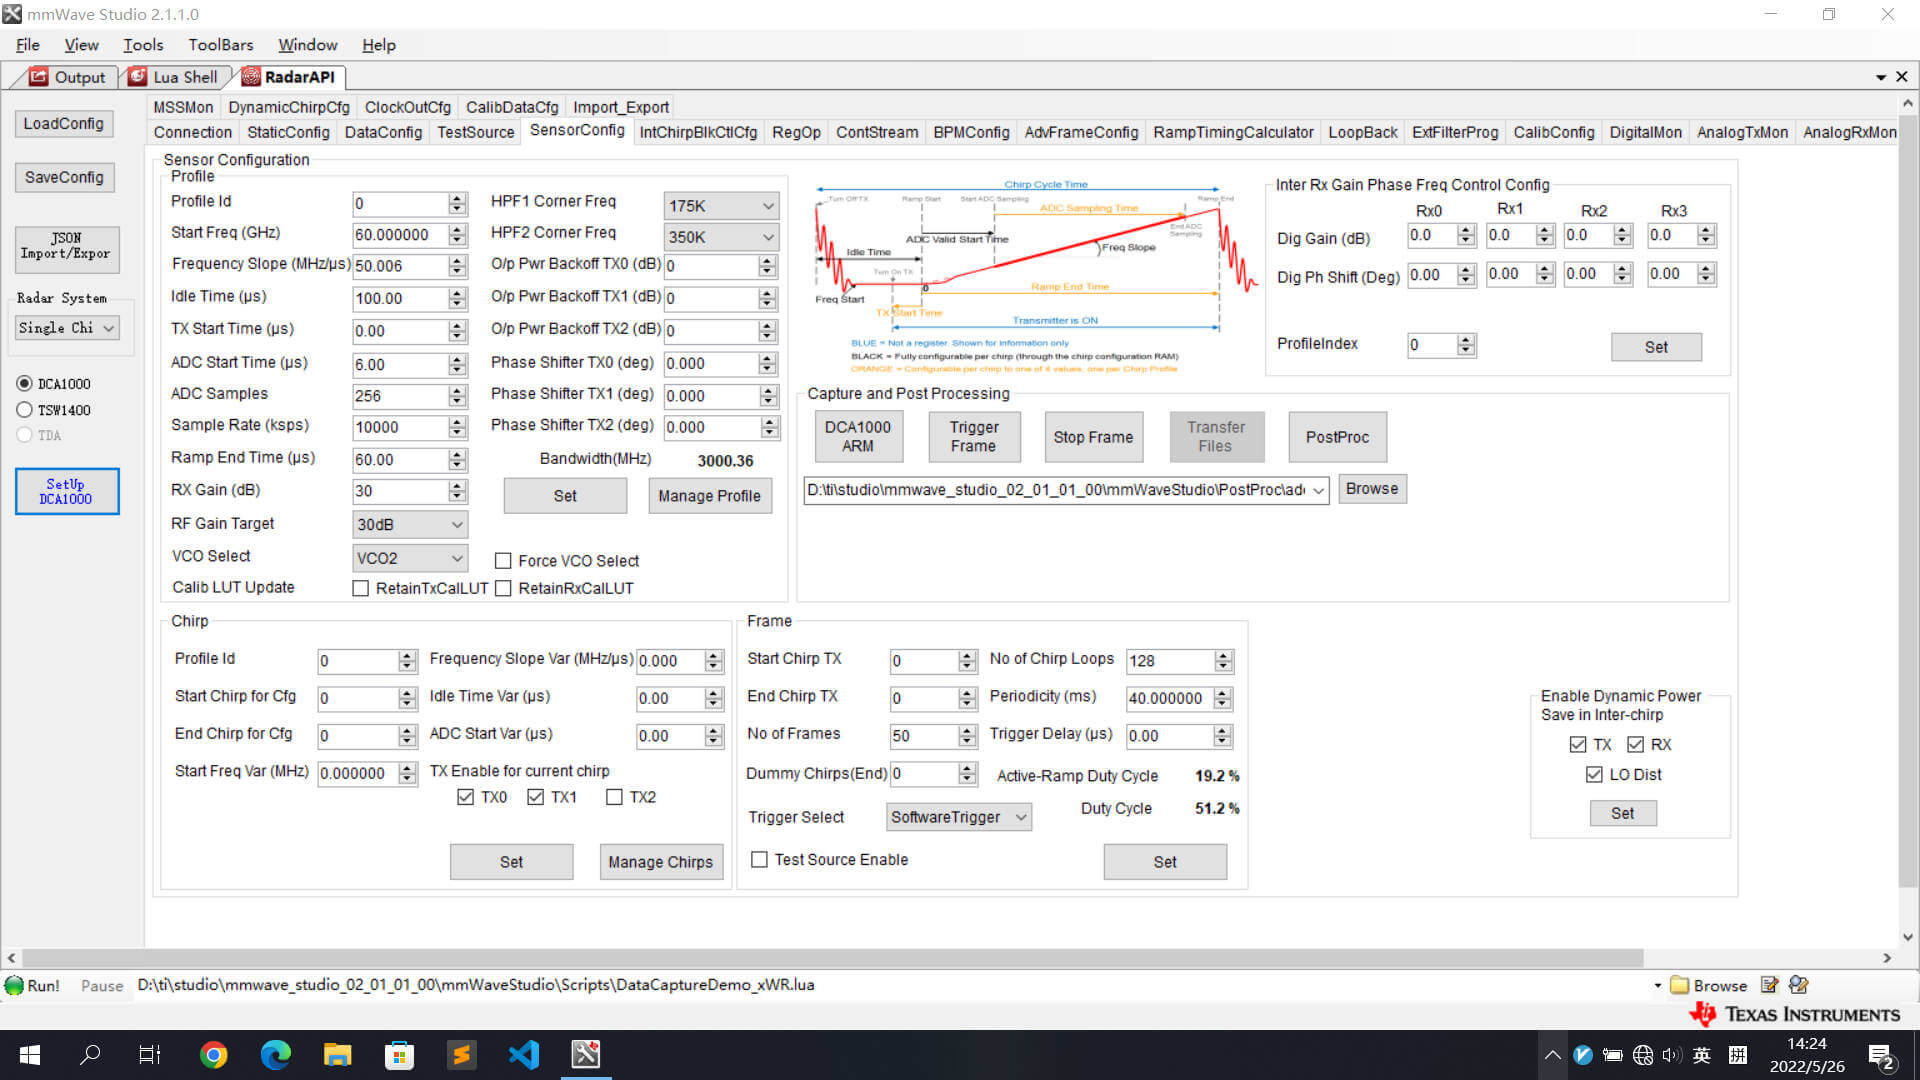 mmWave Studio 2.1.1.0
File View Tools ToolBars Window Help
Output Lua Shell RadarAPI
MSSMon DynamicChirpCfg ClockOutCfg CalibDataCfg Import_Export
Connection StaticConfig DataConfig TestSource SensorConfig IntChirpBlkCtlCfg RegOp ContStream BPMConfig AdvFrameConfig RampTimingCalculator LoopBack ExtFilterProg CalibConfig DigitalMon AnalogTxMon AnalogRxMon
LoadConfig
SaveConfig
JSON
Import/Expor
Radar System
Single Chi
DCA1000
TSW1400
TDA
SetUp
DCA1000
Sensor Configuration
Profile
Profile Id 0 HPF1 Corner Freq 175K
Start Freq (GHz) 60.000000 HPF2 Corner Freq 350K
Frequency Slope (MHz/μs) 50.006 O/p Pwr Backoff TX0 (dB) 0
Idle Time (μs) 100.00 O/p Pwr Backoff TX1 (dB) 0
TX Start Time (μs) 0.00 O/p Pwr Backoff TX2 (dB) 0
ADC Start Time (μs) 6.00 Phase Shifter TX0 (deg) 0.000
ADC Samples 256 Phase Shifter TX1 (deg) 0.000
Sample Rate (ksps) 10000 Phase Shifter TX2 (deg) 0.000
Ramp End Time (μs) 60.00 Bandwidth(MHz) 3000.36
RX Gain (dB) 30 Set Manage Profile
RF Gain Target 30dB
VCO Select VCO2 Force VCO Select
Calib LUT Update RetainTxCalLUT RetainRxCalLUT
Chirp Cycle Time
Turn Off TX Ramp Start Start ADC Sampling Ramp End
ADC Sampling Time
End ADC
Sampling
ADC Valid Start Time
Freq Slope
Idle Time
Turn On TX
0
Ramp End Time
Freq Start
TX Start Time
Transmitter is ON
BLUE = Not a register. Shown for information only
BLACK = Fully configurable per chirp (through the chirp configuration RAM)
ORANGE = Configurable per chirp to one of 4 values, one per Chirp Profile
Inter Rx Gain Phase Freq Control Config
Rx0 Rx1 Rx2 Rx3
Dig Gain (dB) 0.0 0.0 0.0 0.0
Dig Ph Shift (Deg) 0.00 0.00 0.00 0.00
ProfileIndex 0 Set
Capture and Post Processing
DCA1000
ARM
Trigger
Frame
Stop Frame
Transfer
Files
PostProc
D:\ti\studio\mmwave_studio_02_01_01_00\mmWaveStudio\PostProc\ad Browse
Chirp
Profile Id 0 Frequency Slope Var (MHz/μs) 0.000
Start Chirp for Cfg 0 Idle Time Var (μs) 0.00
End Chirp for Cfg 0 ADC Start Var (μs) 0.00
Start Freq Var (MHz) 0.000000 TX Enable for current chirp
TX0 TX1 TX2
Set Manage Chirps
Frame
Start Chirp TX 0 No of Chirp Loops 128
End Chirp TX 0 Periodicity (ms) 40.000000
No of Frames 50 Trigger Delay (μs) 0.00
Dummy Chirps(End) 0 Active-Ramp Duty Cycle 19.2 %
Trigger Select SoftwareTrigger Duty Cycle 51.2 %
Test Source Enable Set
Enable Dynamic Power
Save in Inter-chirp
TX RX
LO Dist
Set
Run! Pause D:\ti\studio\mmwave_studio_02_01_01_00\mmWaveStudio\Scripts\DataCaptureDemo_xWR.lua Browse
TEXAS INSTRUMENTS
英 拼 14:24
2022/5/26
2